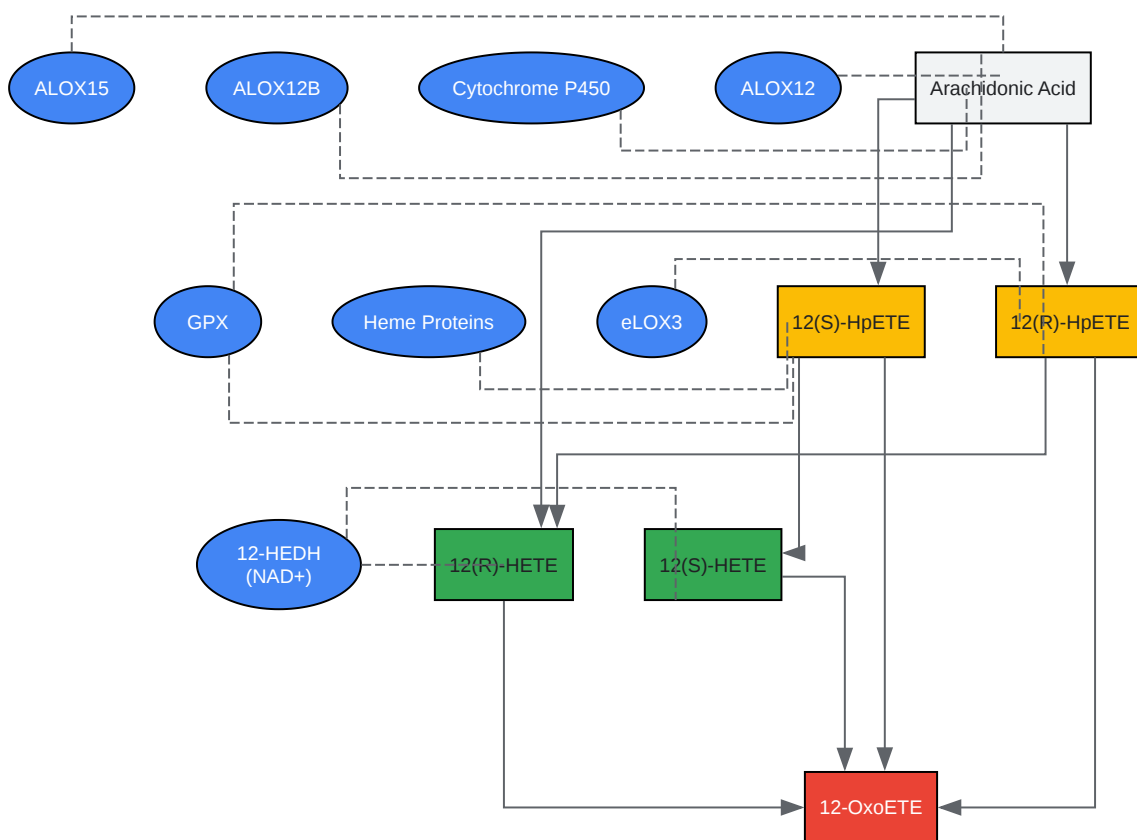 ALOX15
ALOX12B
Cytochrome P450
ALOX12
Arachidonic Acid
GPX
Heme Proteins
eLOX3
12(S)-HpETE
12(R)-HpETE
12-HEDH
(NAD+)
12(R)-HETE
12(S)-HETE
12-OxoETE